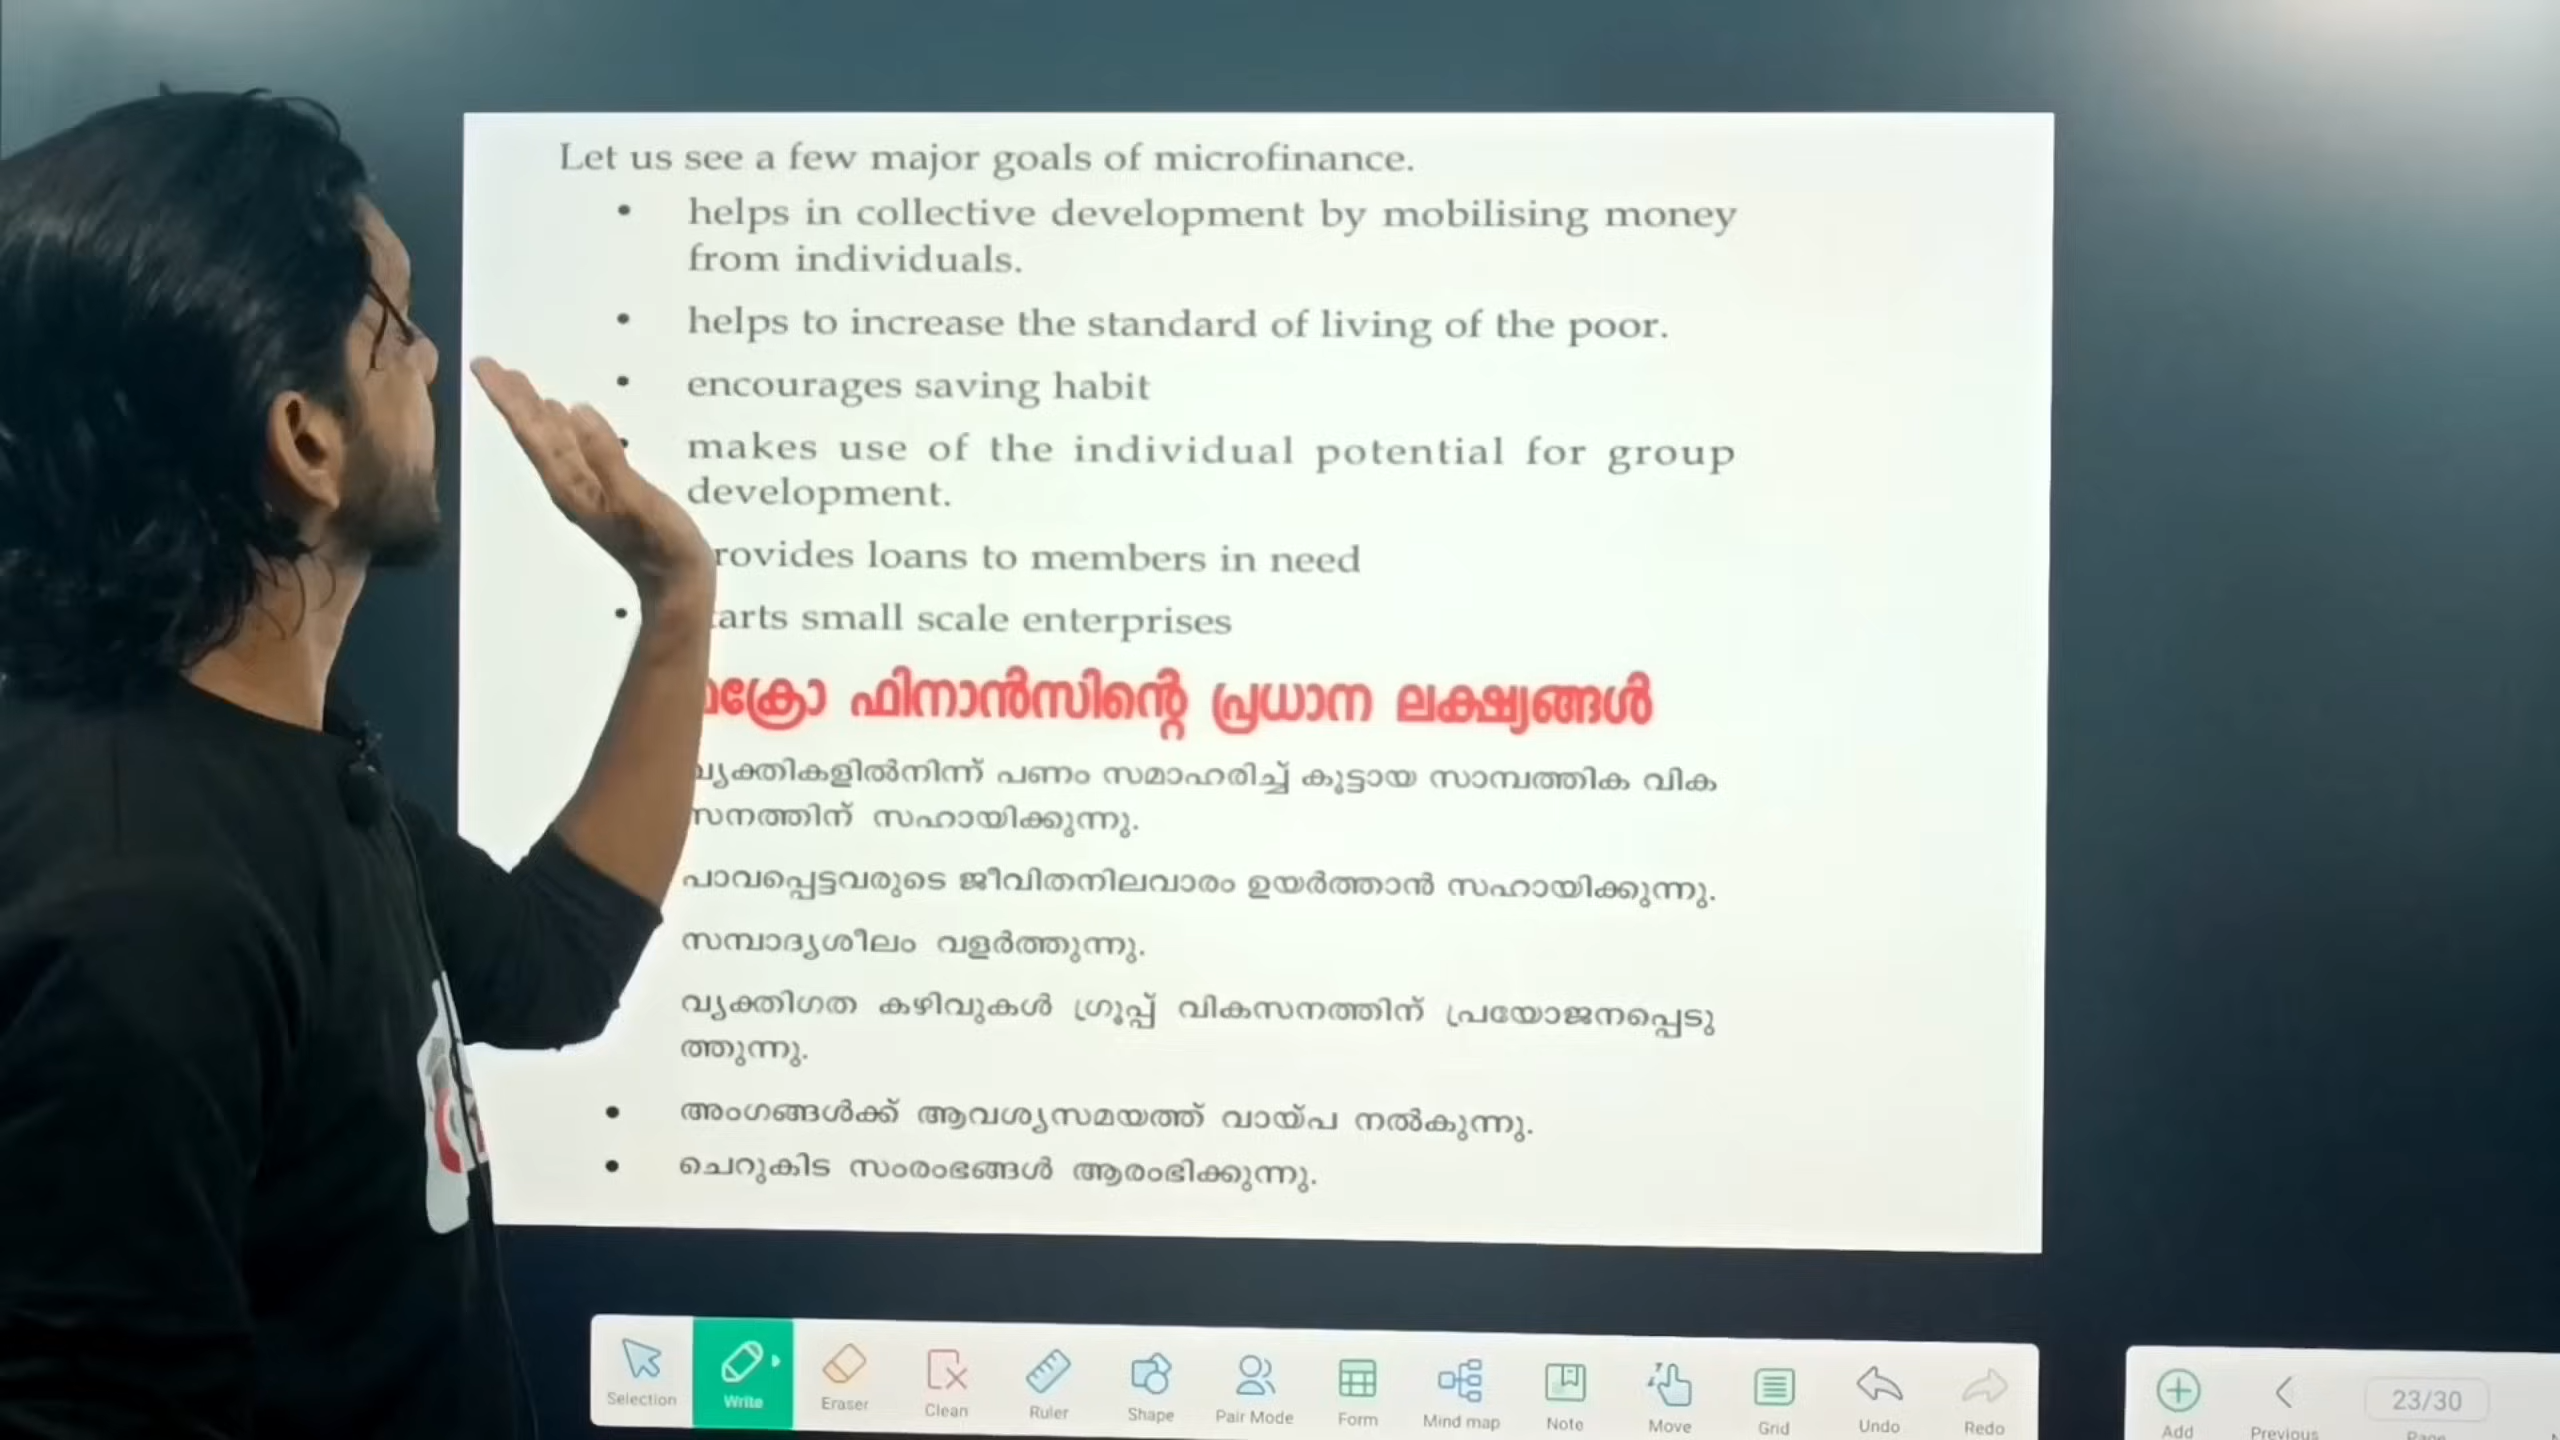 Let us see a few major goals of microfinance.
• helps in collective development by mobilising money
from individuals.
• helps to increase the standard of living of the poor.
• encourages saving habit
• makes use of the individual potential for group
development.
loans to members in need
• small scale enterprises
ഫിനാൻസിന്റെ പ്രധാന ലക്ഷ്യങ്ങൾ
വ്യക്തികളിൽനിന്ന് പണം സമാഹരിച്ച് കൂട്ടായ സാമ്പത്തിക വിക
സനത്തിന് സഹായിക്കുന്നു.
പാവപ്പെട്ടവരുടെ ജീവിതനിലവാരം ഉയർത്താൻ സഹായിക്കുന്നു.
സമ്പാദ്യശീലം വളർത്തുന്നു.
വ്യക്തിഗത കഴിവുകൾ ഗ്രൂപ്പ് വികസനത്തിന് പ്രയോജനപ്പെടു
ത്തുന്നു.
• അംഗങ്ങൾക്ക് ആവശ്യസമയത്ത് വായ്പ നൽകുന്നു.
• ചെറുകിട സംരംഭങ്ങൾ ആരംഭിക്കുന്നു.
Selection Write Eraser Clean Ruler Shape Pair Mode Form Mind map Note Move Grid Undo Redo
23/30
Add Previous Page